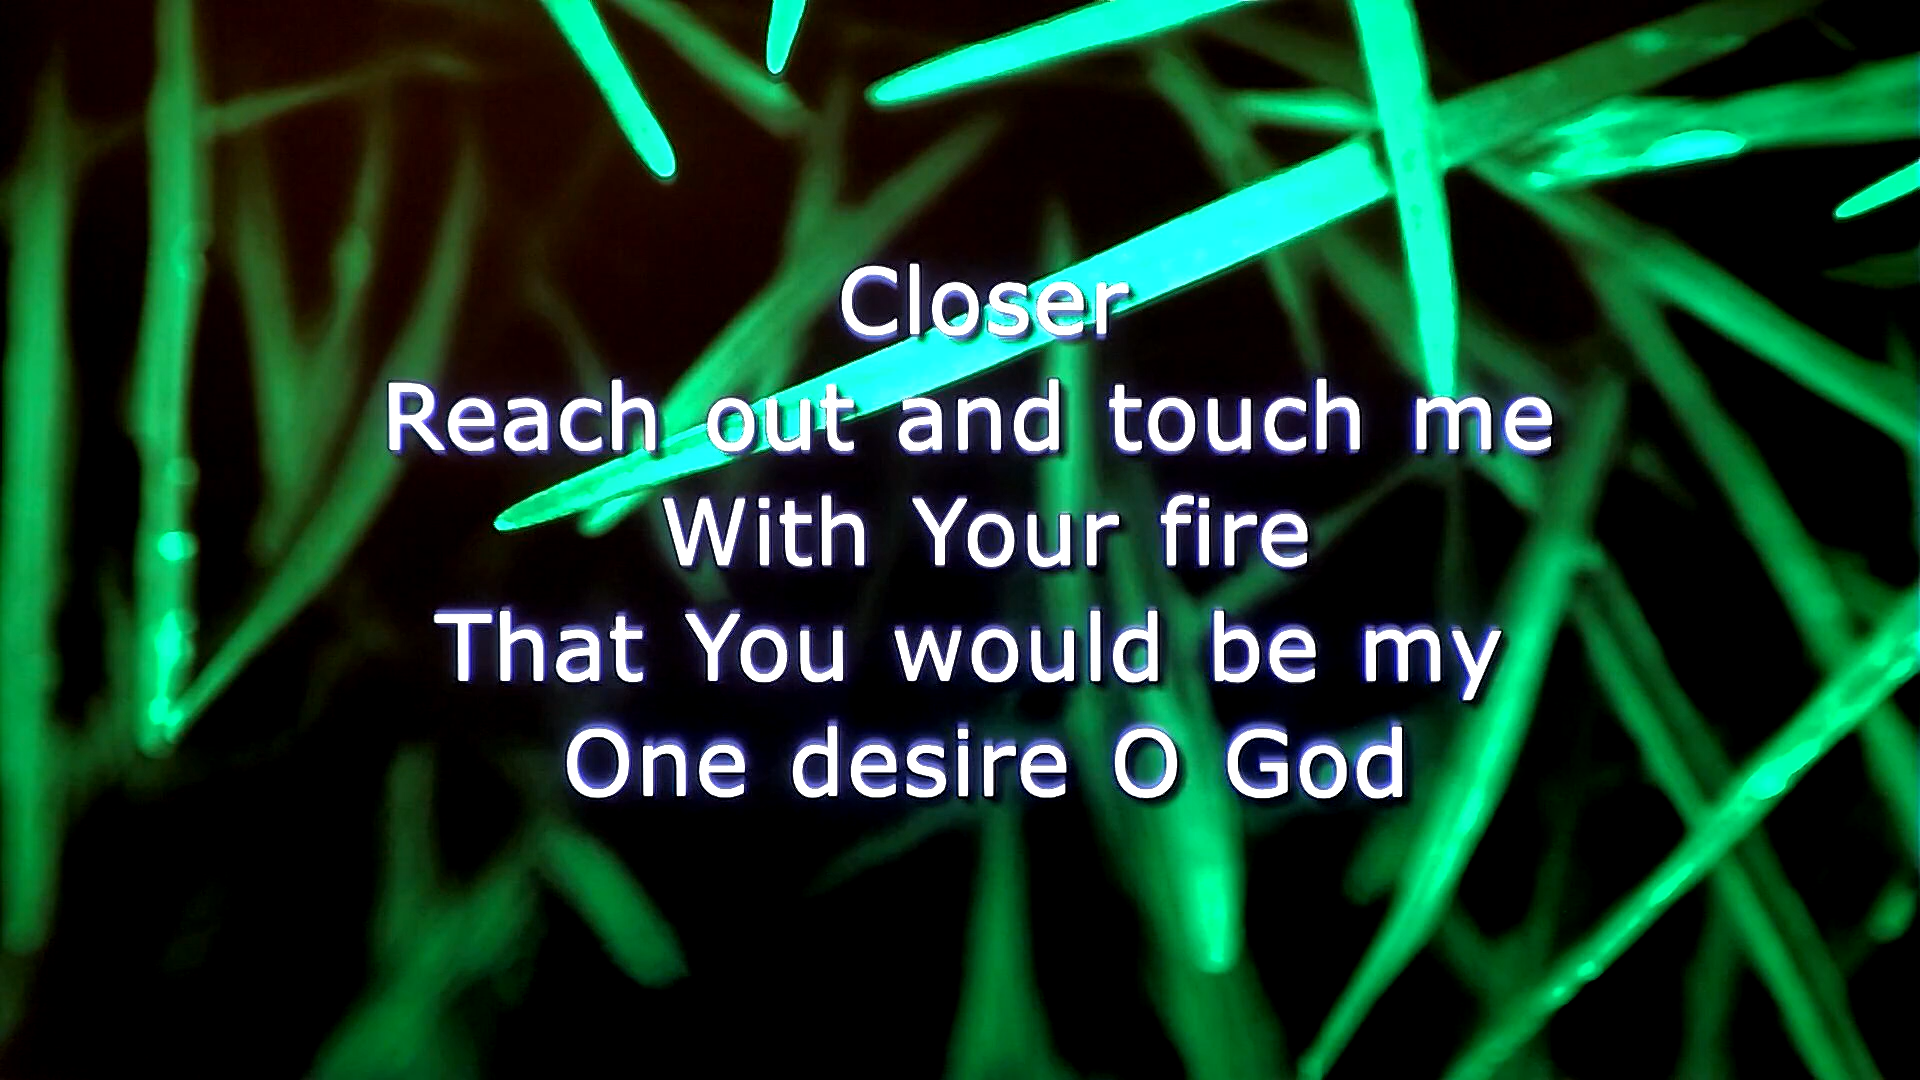 Closer
Reach out and touch me
With Your fire
That You would be my
One desire O God